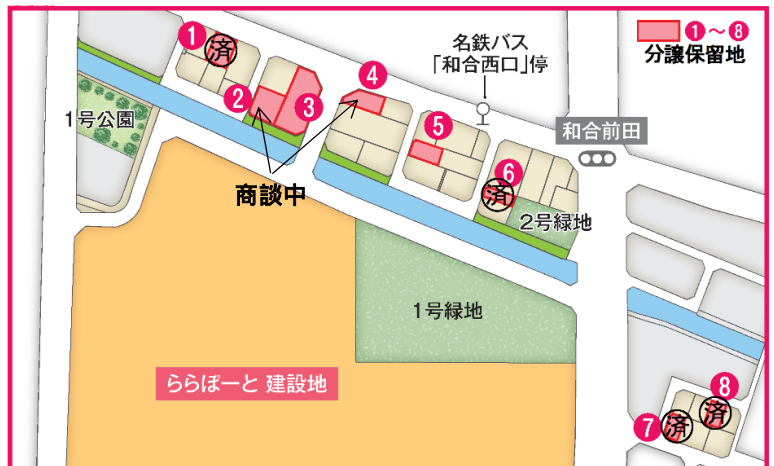 ❶～❽
分譲保留地
名鉄バス
「和合西口」停
和合前田
1
済
2
3
4
5
6
済
1号公園
商談中
2号緑地
1号緑地
ららぽーと 建設地
7
済
8
済